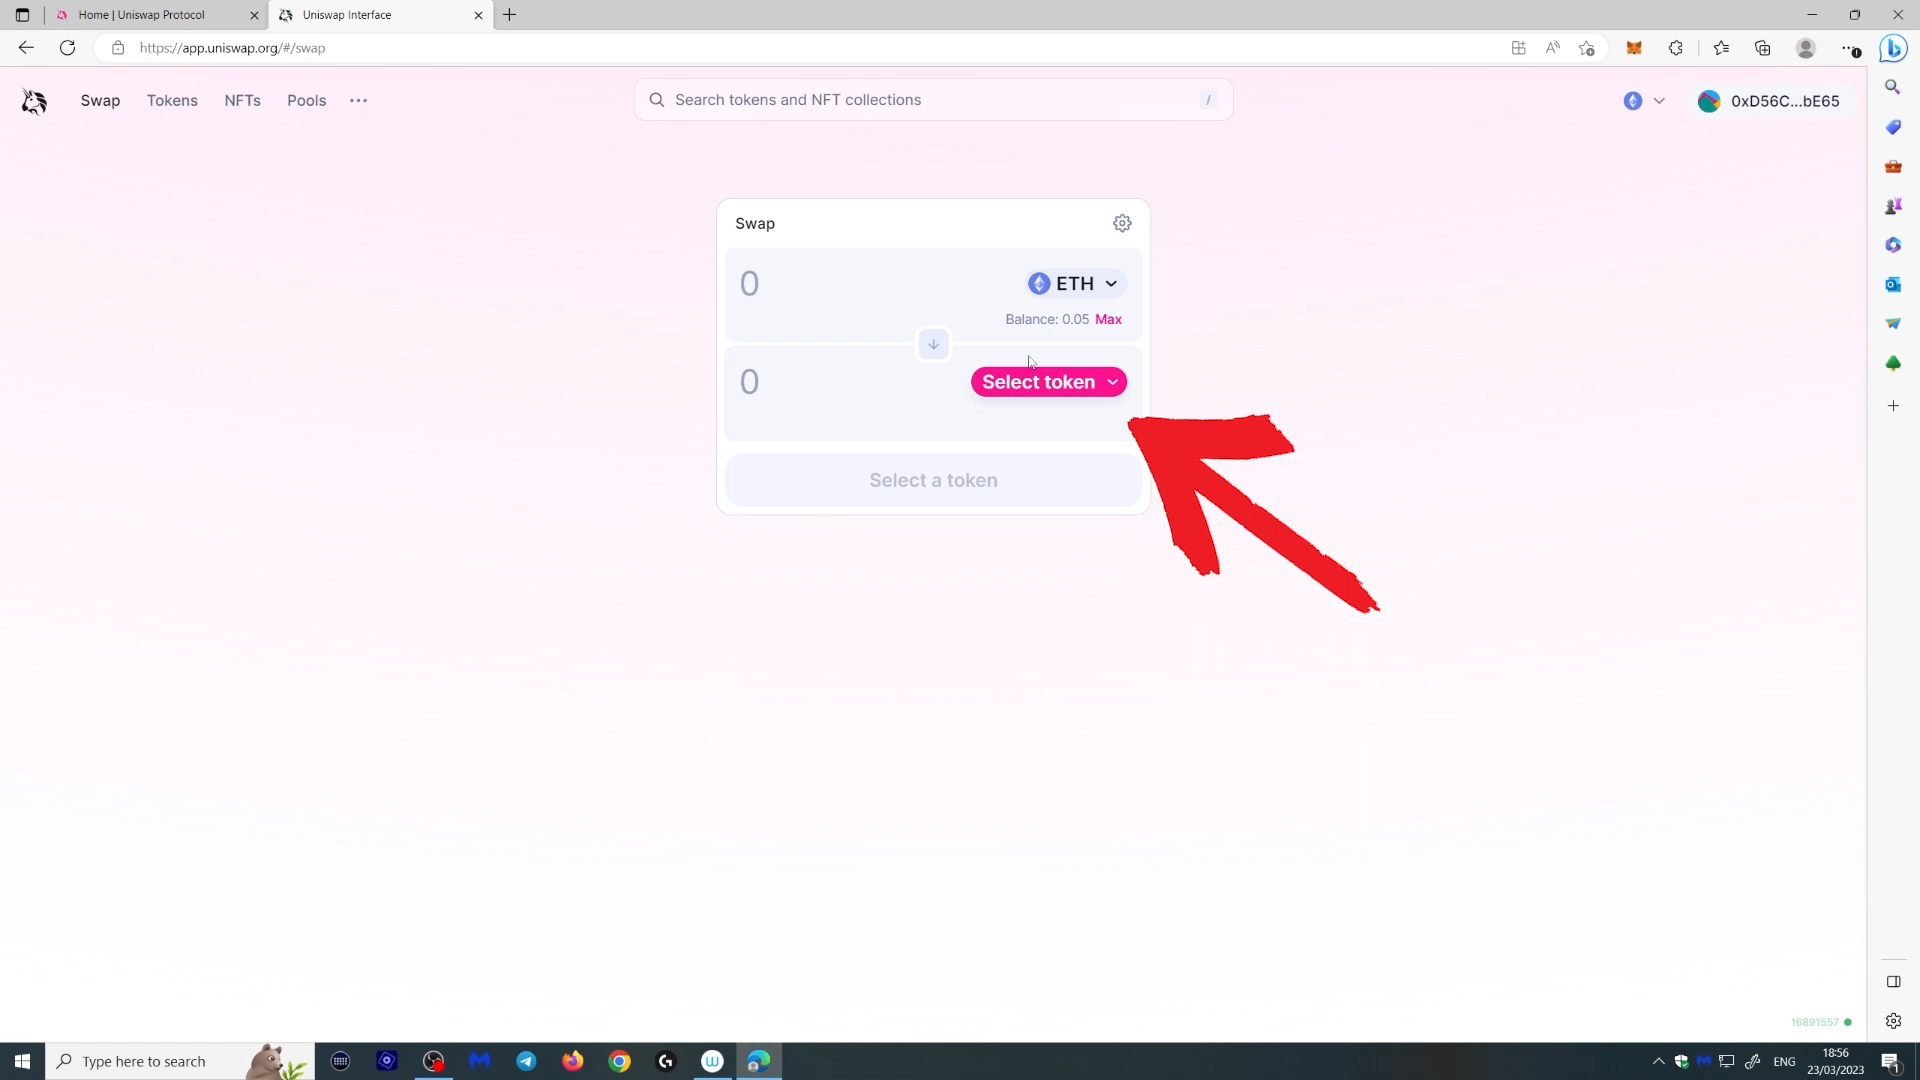 Home | Uniswap Protocol
Uniswap Interface
https://app.uniswap.org/#/swap
Swap
Tokens
NFTs
Pools
Search tokens and NFT collections
/
0xD56C...bE65
Swap
0
ETH
Balance: 0.05 Max
0
Select token
Select a token
16891557
Type here to search
ENG
18:56
23/03/2023
1